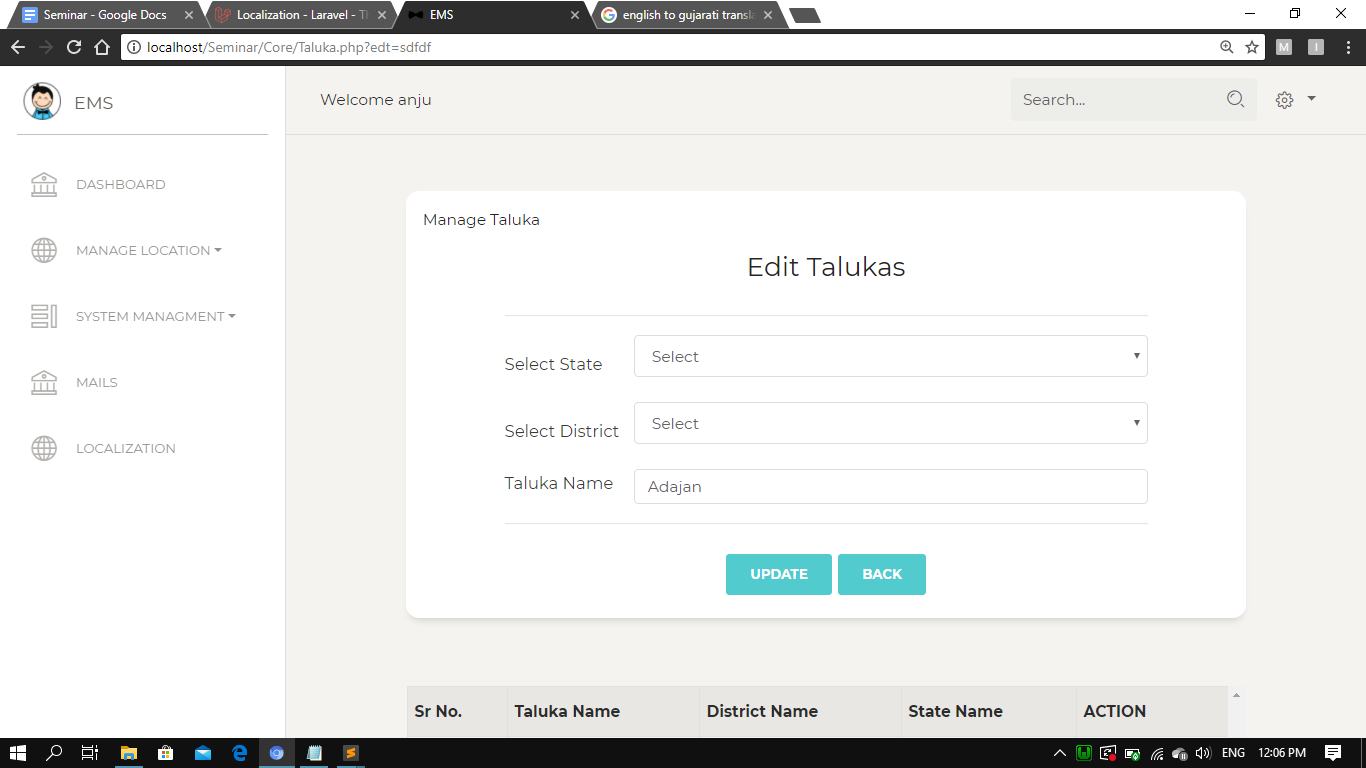 Seminar - Google Docs
Localization - Laravel - Th
EMS
english to gujarati transla
localhost/Seminar/Core/Taluka.php?edt=sdfdf
M
I
EMS
Welcome anju
Search...
DASHBOARD
MANAGE LOCATION
SYSTEM MANAGMENT
MAILS
LOCALIZATION
Manage Taluka
Edit Talukas
Select State
Select
Select District
Select
Taluka Name
Adajan
UPDATE
BACK
Sr No.
Taluka Name
District Name
State Name
ACTION
ENG
12:06 PM